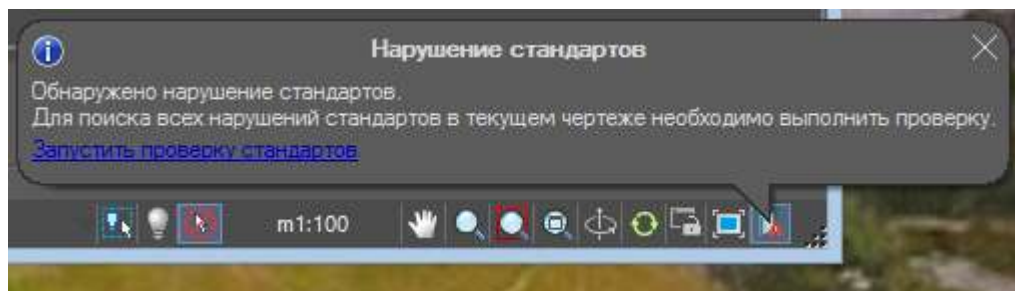 Нарушение стандартов
Обнаружено нарушение стандартов.
Для поиска всех нарушений стандартов в текущем чертеже необходимо выполнить проверку.
Запустить проверку стандартов
m1:100